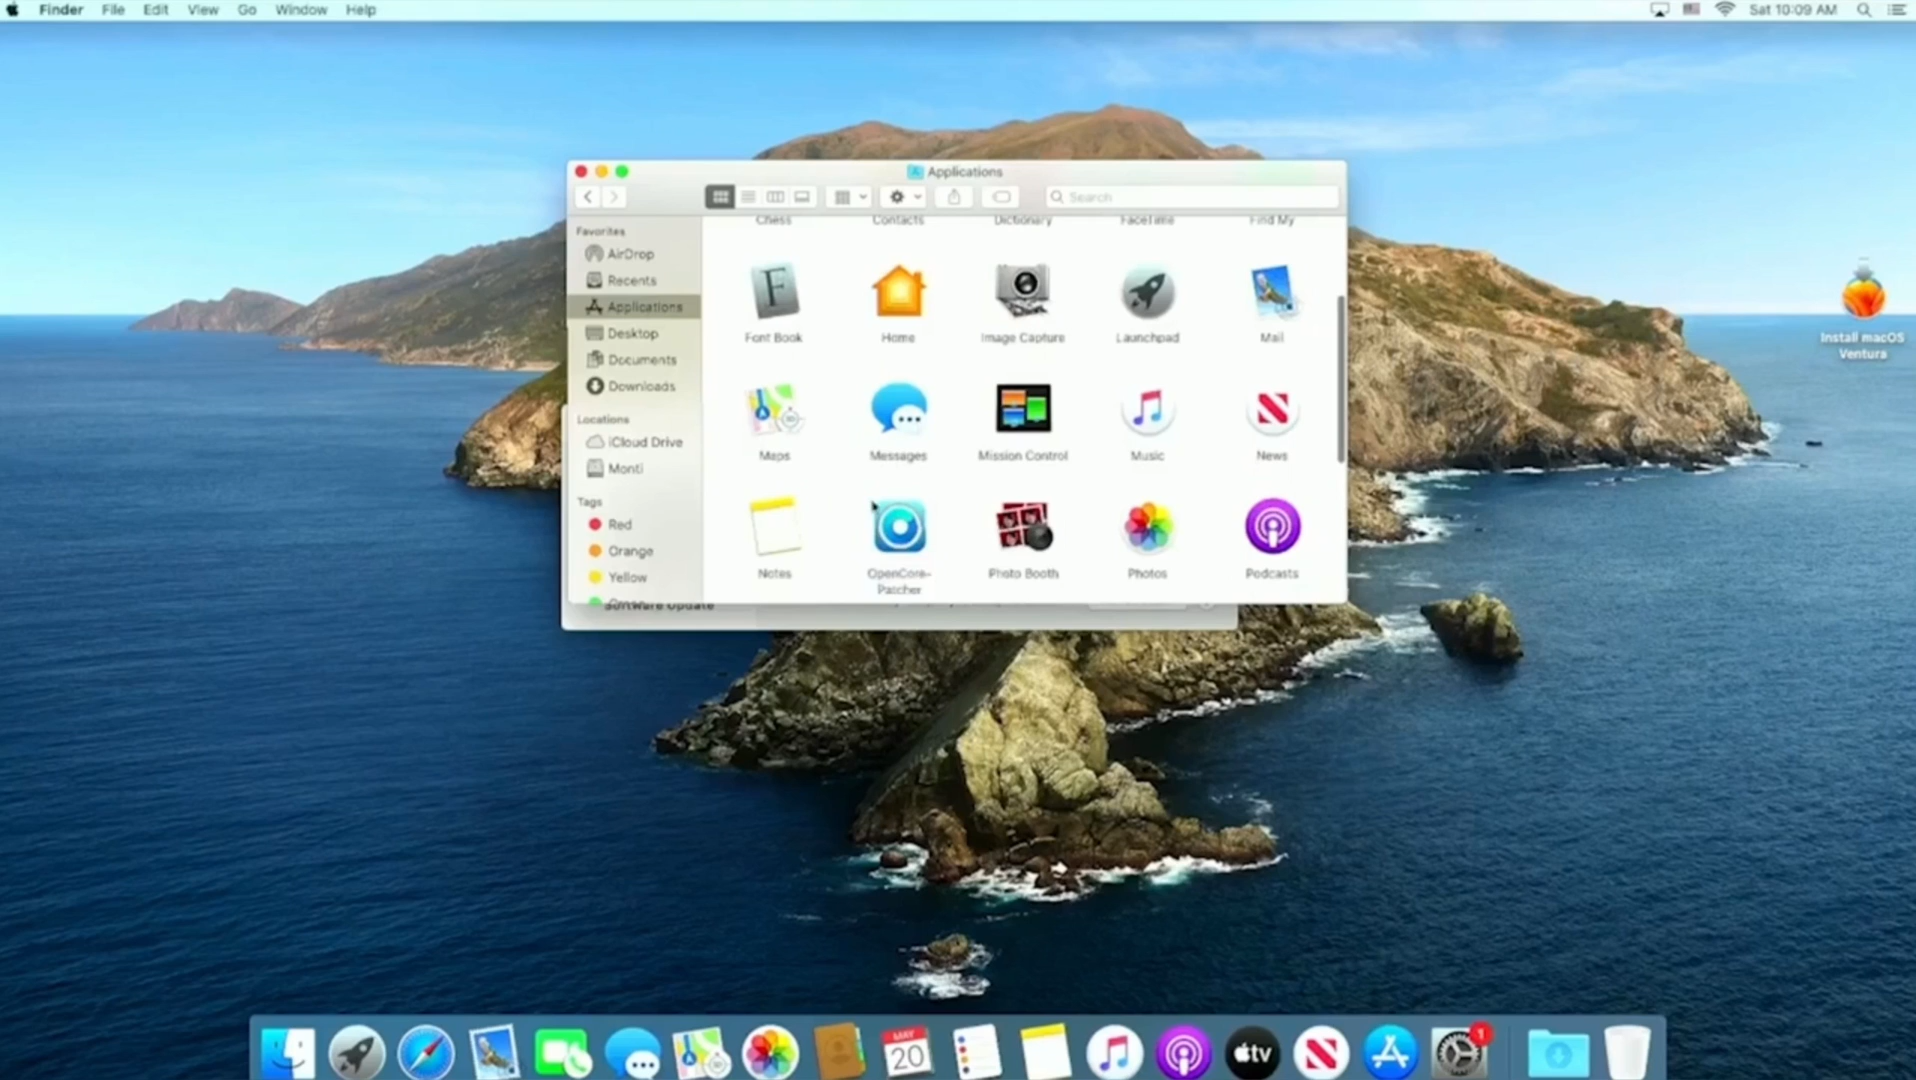 Finder File Edit View Go Window Help
Sat 10:09 AM
Applications
Search
Favorites
AirDrop
Recents
Applications
Desktop
Documents
Downloads
Locations
iCloud Drive
Monti
Tags
Red
Orange
Yellow
Chess Contacts Dictionary FaceTime Find My
Font Book Home Image Capture Launchpad Mail
Maps Messages Mission Control Music News
Notes OpenCore- Photo Booth Photos Podcasts
Patcher
Software Update
Install macOS
Ventura
MAY
20
tv
1